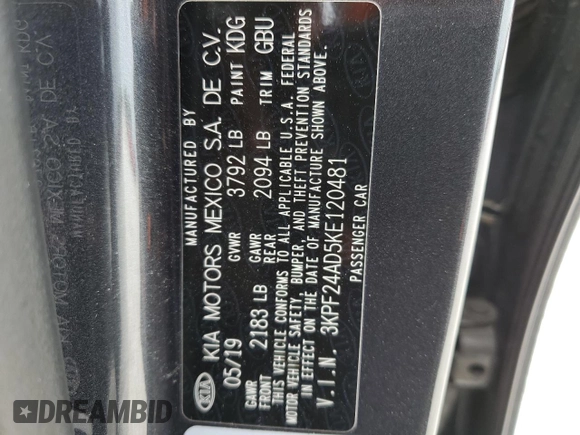 MANUFACTURED BY
KIA KIA MOTORS MEXICO S.A. DE C.V.
05/19 GVWR 3792 LB PAINT KDG
GAWR FRONT 2183 LB GAWR REAR 2094 LB TRIM GBU
THIS VEHICLE CONFORMS TO ALL APPLICABLE U.S.A. FEDERAL
MOTOR VEHICLE SAFETY, BUMPER, AND THEFT PREVENTION STANDARDS
IN EFFECT ON THE DATE OF MANUFACTURE SHOWN ABOVE.
V.I.N. 3KPF24AD5KE120481
PASSENGER CAR
DREAMBID